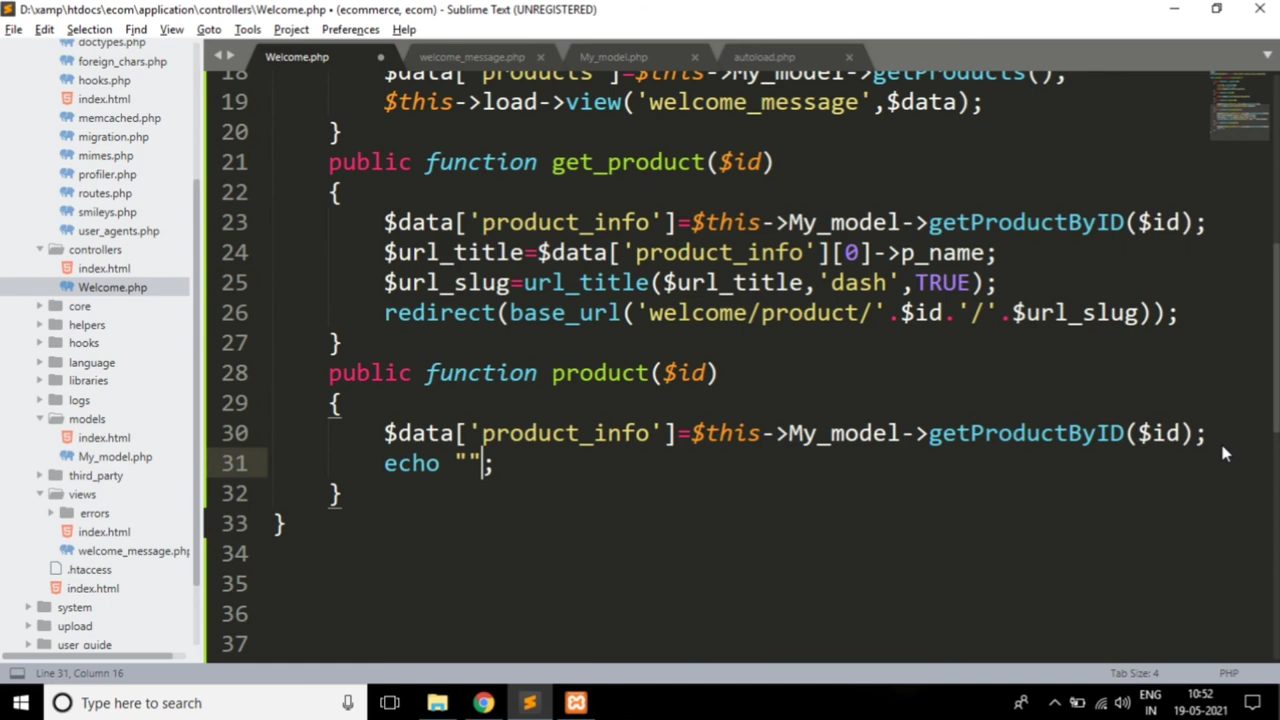 D:\xamp\htdocs\ecom\application\controllers\Welcome.php • (ecommerce, ecom) - Sublime Text (UNREGISTERED)
File Edit Selection Find View Goto Tools Project Preferences Help
Welcome.php welcome_message.php My_model.php autoload.php
doctypes.php
foreign_chars.php
hooks.php
index.html
memcached.php
migration.php
mimes.php
profiler.php
routes.php
smileys.php
user_agents.php
controllers
index.html
Welcome.php
core
helpers
hooks
language
libraries
logs
models
index.html
My_model.php
third_party
views
errors
index.html
welcome_message.php
.htaccess
index.html
system
upload
user_guide
18 $data['products']=$this->My_model->getProducts();
19 $this->load->view('welcome_message',$data);
20 }
21 public function get_product($id)
22 {
23 $data['product_info']=$this->My_model->getProductByID($id);
24 $url_title=$data['product_info'][0]->p_name;
25 $url_slug=url_title($url_title,'dash',TRUE);
26 redirect(base_url('welcome/product/'.$id.'/'.$url_slug));
27 }
28 public function product($id)
29 {
30 $data['product_info']=$this->My_model->getProductByID($id);
31 echo "";
32 }
33 }
34
35
36
37
Line 31, Column 16 Tab Size: 4 PHP
Type here to search ENG 10:52
IN 19-05-2021